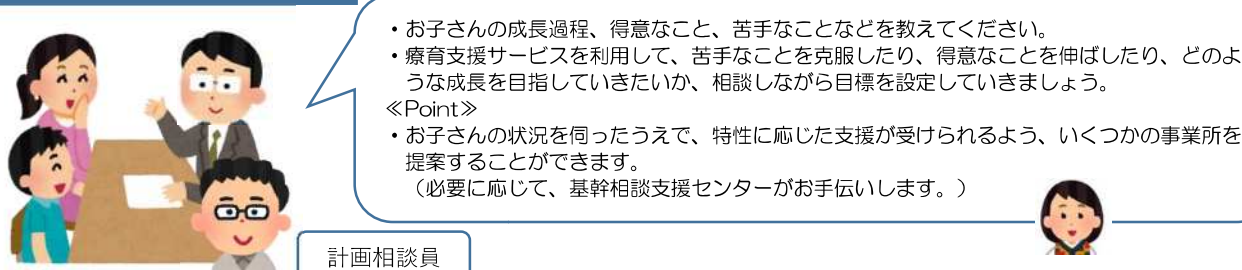 ・お子さんの成長過程、得意なこと、苦手なことなどを教えてください。
・療育支援サービスを利用して、苦手なことを克服したり、得意なことを伸ばしたり、どのよ
うな成長を目指していきたいか、相談しながら目標を設定していきましょう。
≪Point≫
・お子さんの状況を伺ったうえで、特性に応じた支援が受けられるよう、いくつかの事業所を
提案することができます。
（必要に応じて、基幹相談支援センターがお手伝いします。）
計画相談員